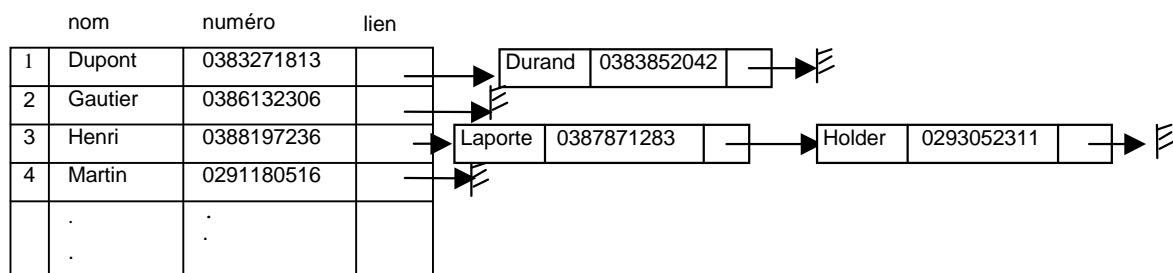 nom numéro lien
1 Dupont 0383271813 Durand 0383852042
2 Gautier 0386132306
3 Henri 0388197236 Laporte 0387871283 Holder 0293052311
4 Martin 0291180516
. .
.
.